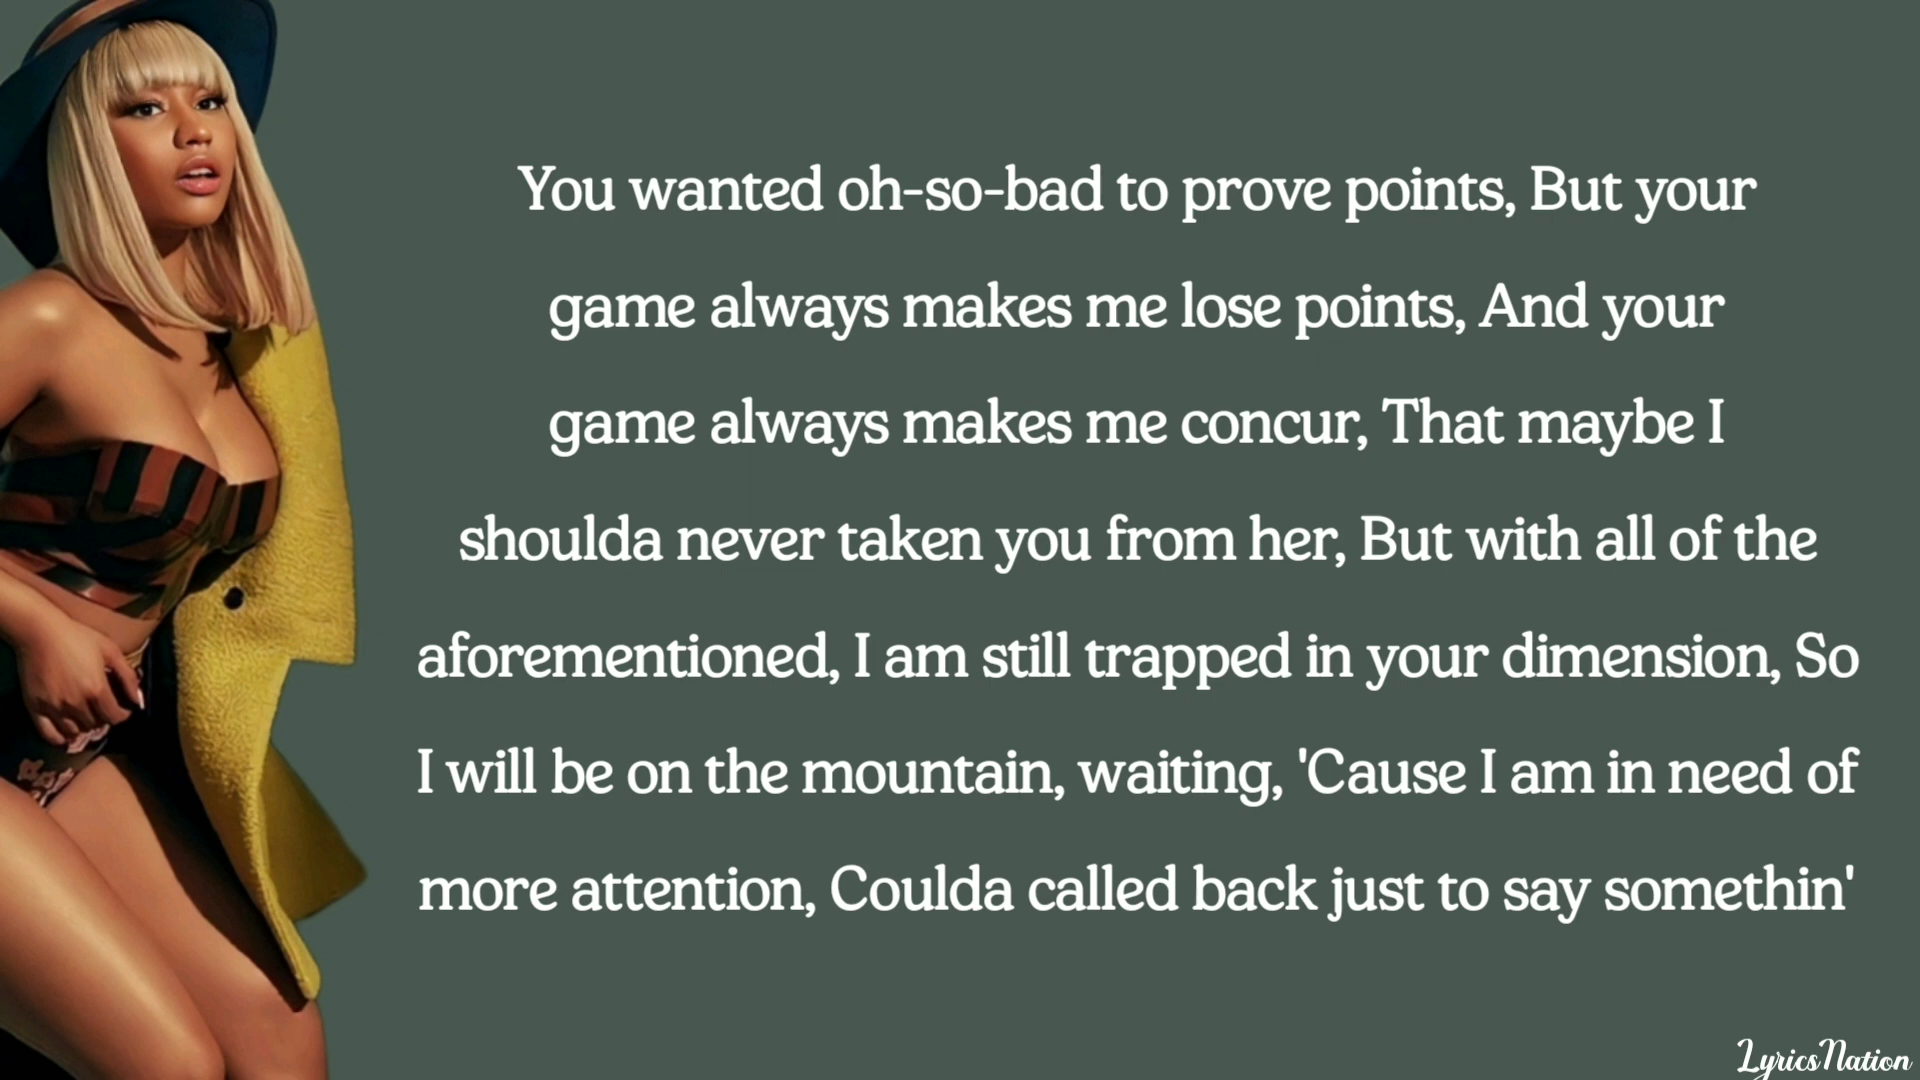 You wanted oh-so-bad to prove points, But your
game always makes me lose points, And your
game always makes me concur, That maybe I
shoulda never taken you from her, But with all of the
aforementioned, I am still trapped in your dimension, So
I will be on the mountain, waiting, 'Cause I am in need of
more attention, Coulda called back just to say somethin'
LyricsNation